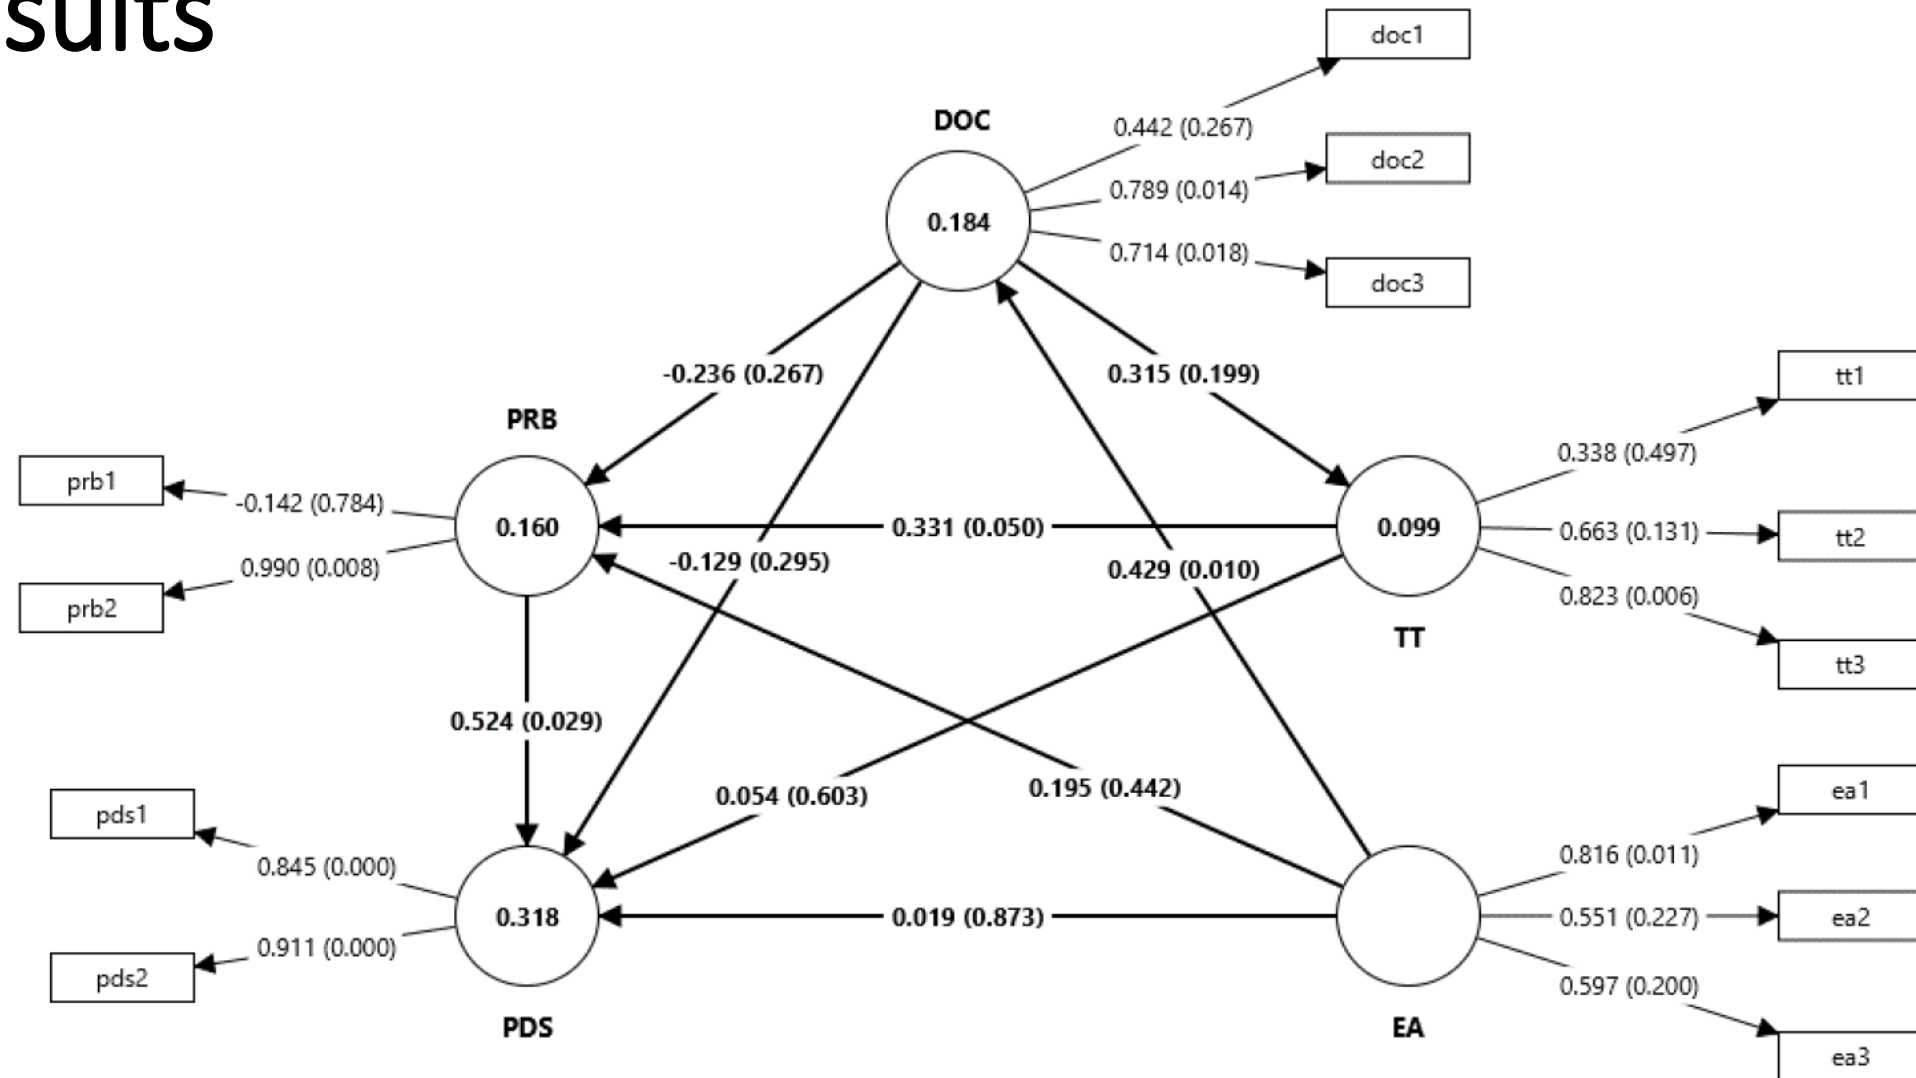 sults
doc1
DOC
0.442 (0.267)
doc2
0.789 (0.014)
0.184
0.714 (0.018)
doc3
-0.236 (0.267)
0.315 (0.199)
tt1
PRB
0.338 (0.497)
prb1
-0.142 (0.784)
0.160
0.331 (0.050)
0.099
0.663 (0.131)
tt2
-0.129 (0.295)
0.429 (0.010)
0.990 (0.008)
0.823 (0.006)
prb2
TT
tt3
0.524 (0.029)
0.054 (0.603)
0.195 (0.442)
ea1
pds1
0.816 (0.011)
0.845 (0.000)
0.318
0.019 (0.873)
0.551 (0.227)
ea2
0.911 (0.000)
pds2
0.597 (0.200)
PDS
EA
ea3